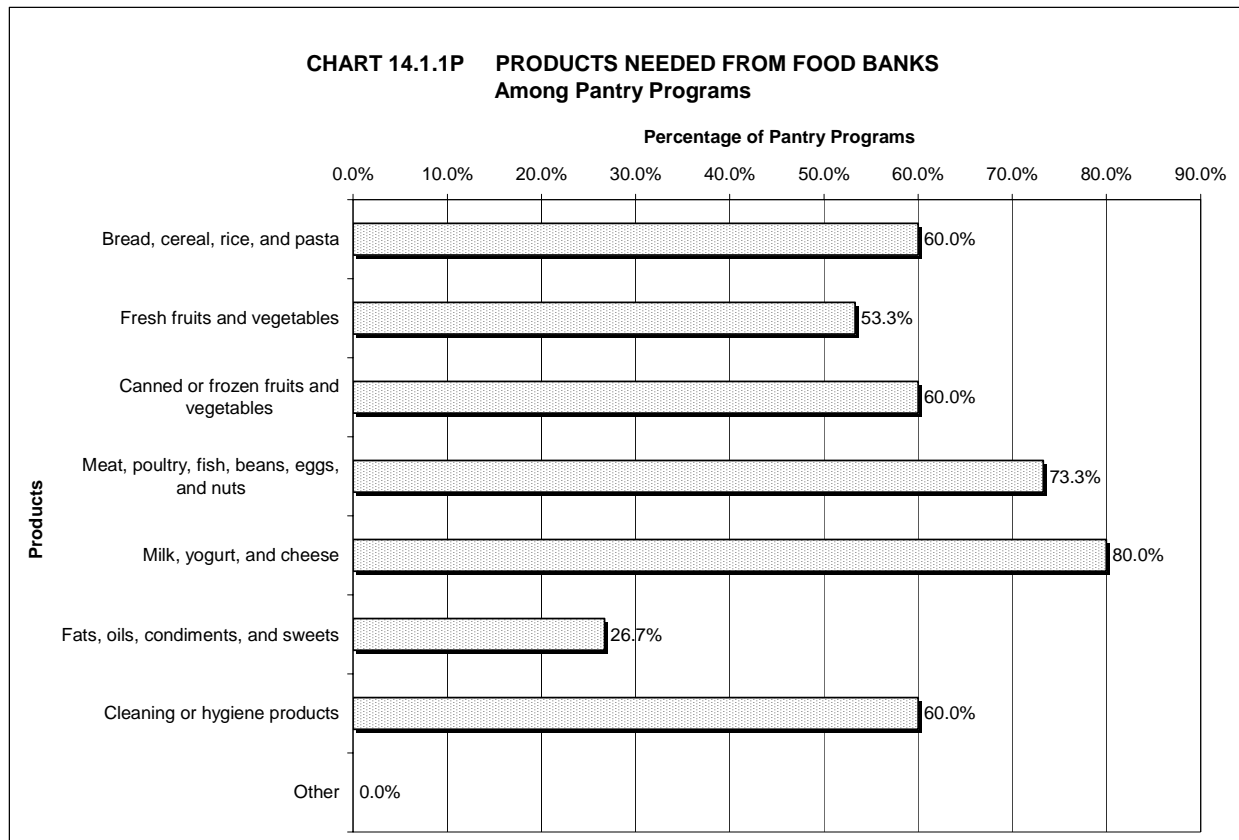 CHART 14.1.1P PRODUCTS NEEDED FROM FOOD BANKS
Among Pantry Programs
Percentage of Pantry Programs
0.0% 10.0% 20.0% 30.0% 40.0% 50.0% 60.0% 70.0% 80.0% 90.0%
Products
Bread, cereal, rice, and pasta 60.0%
Fresh fruits and vegetables 53.3%
Canned or frozen fruits and
vegetables 60.0%
Meat, poultry, fish, beans, eggs,
and nuts 73.3%
Milk, yogurt, and cheese 80.0%
Fats, oils, condiments, and sweets 26.7%
Cleaning or hygiene products 60.0%
Other 0.0%